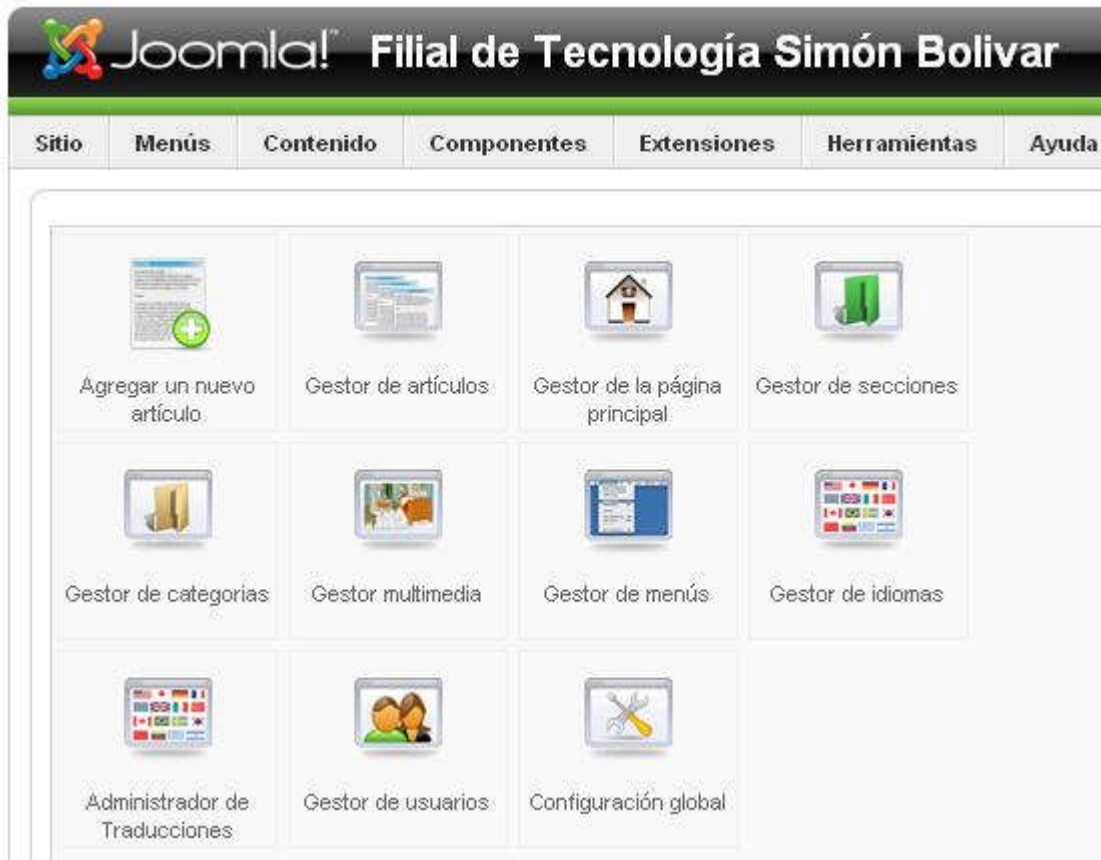 Joomla!™ Filial de Tecnología Simón Bolivar
Sitio Menús Contenido Componentes Extensiones Herramientas Ayuda
Agregar un nuevo
artículo
Gestor de artículos
Gestor de la página
principal
Gestor de secciones
Gestor de categorias
Gestor multimedia
Gestor de menús
Gestor de idiomas
Administrador de
Traducciones
Gestor de usuarios
Configuración global